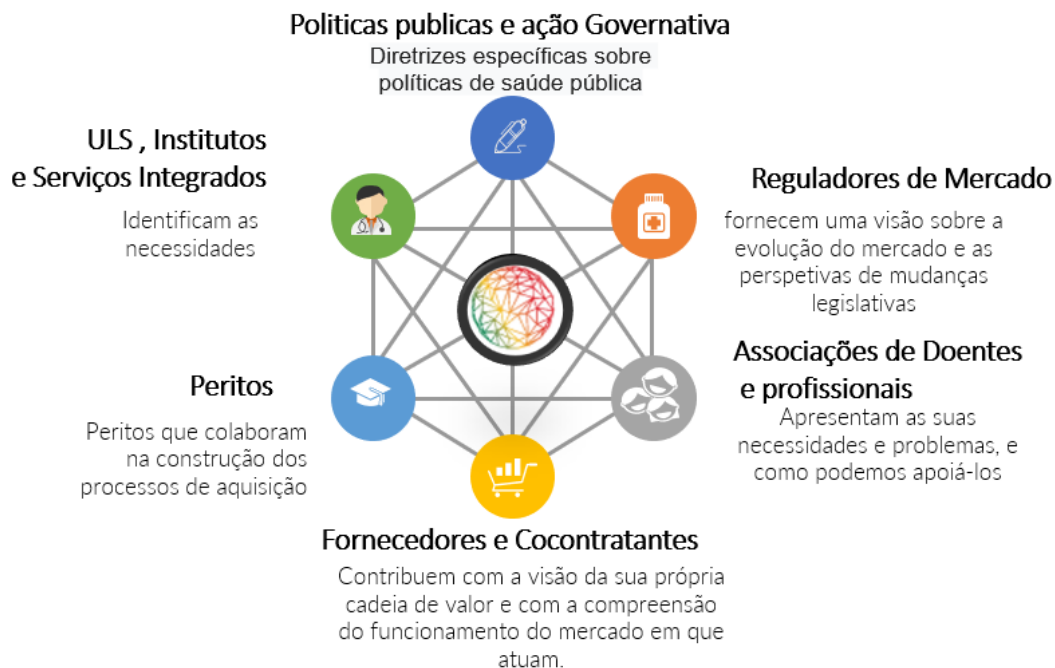 Politicas publicas e ação Governativa
Diretrizes específicas sobre
políticas de saúde pública
ULS , Institutos
e Serviços Integrados
Identificam as
necessidades
Reguladores de Mercado
fornecem uma visão sobre a
evolução do mercado e as
perspetivas de mudanças
legislativas
Peritos
Peritos que colaboram
na construção dos
processos de aquisição
Associações de Doentes
e profissionais
Apresentam as suas
necessidades e problemas, e
como podemos apoiá-los
Fornecedores e Cocontratantes
Contribuem com a visão da sua própria
cadeia de valor e com a compreensão
do funcionamento do mercado em que
atuam.